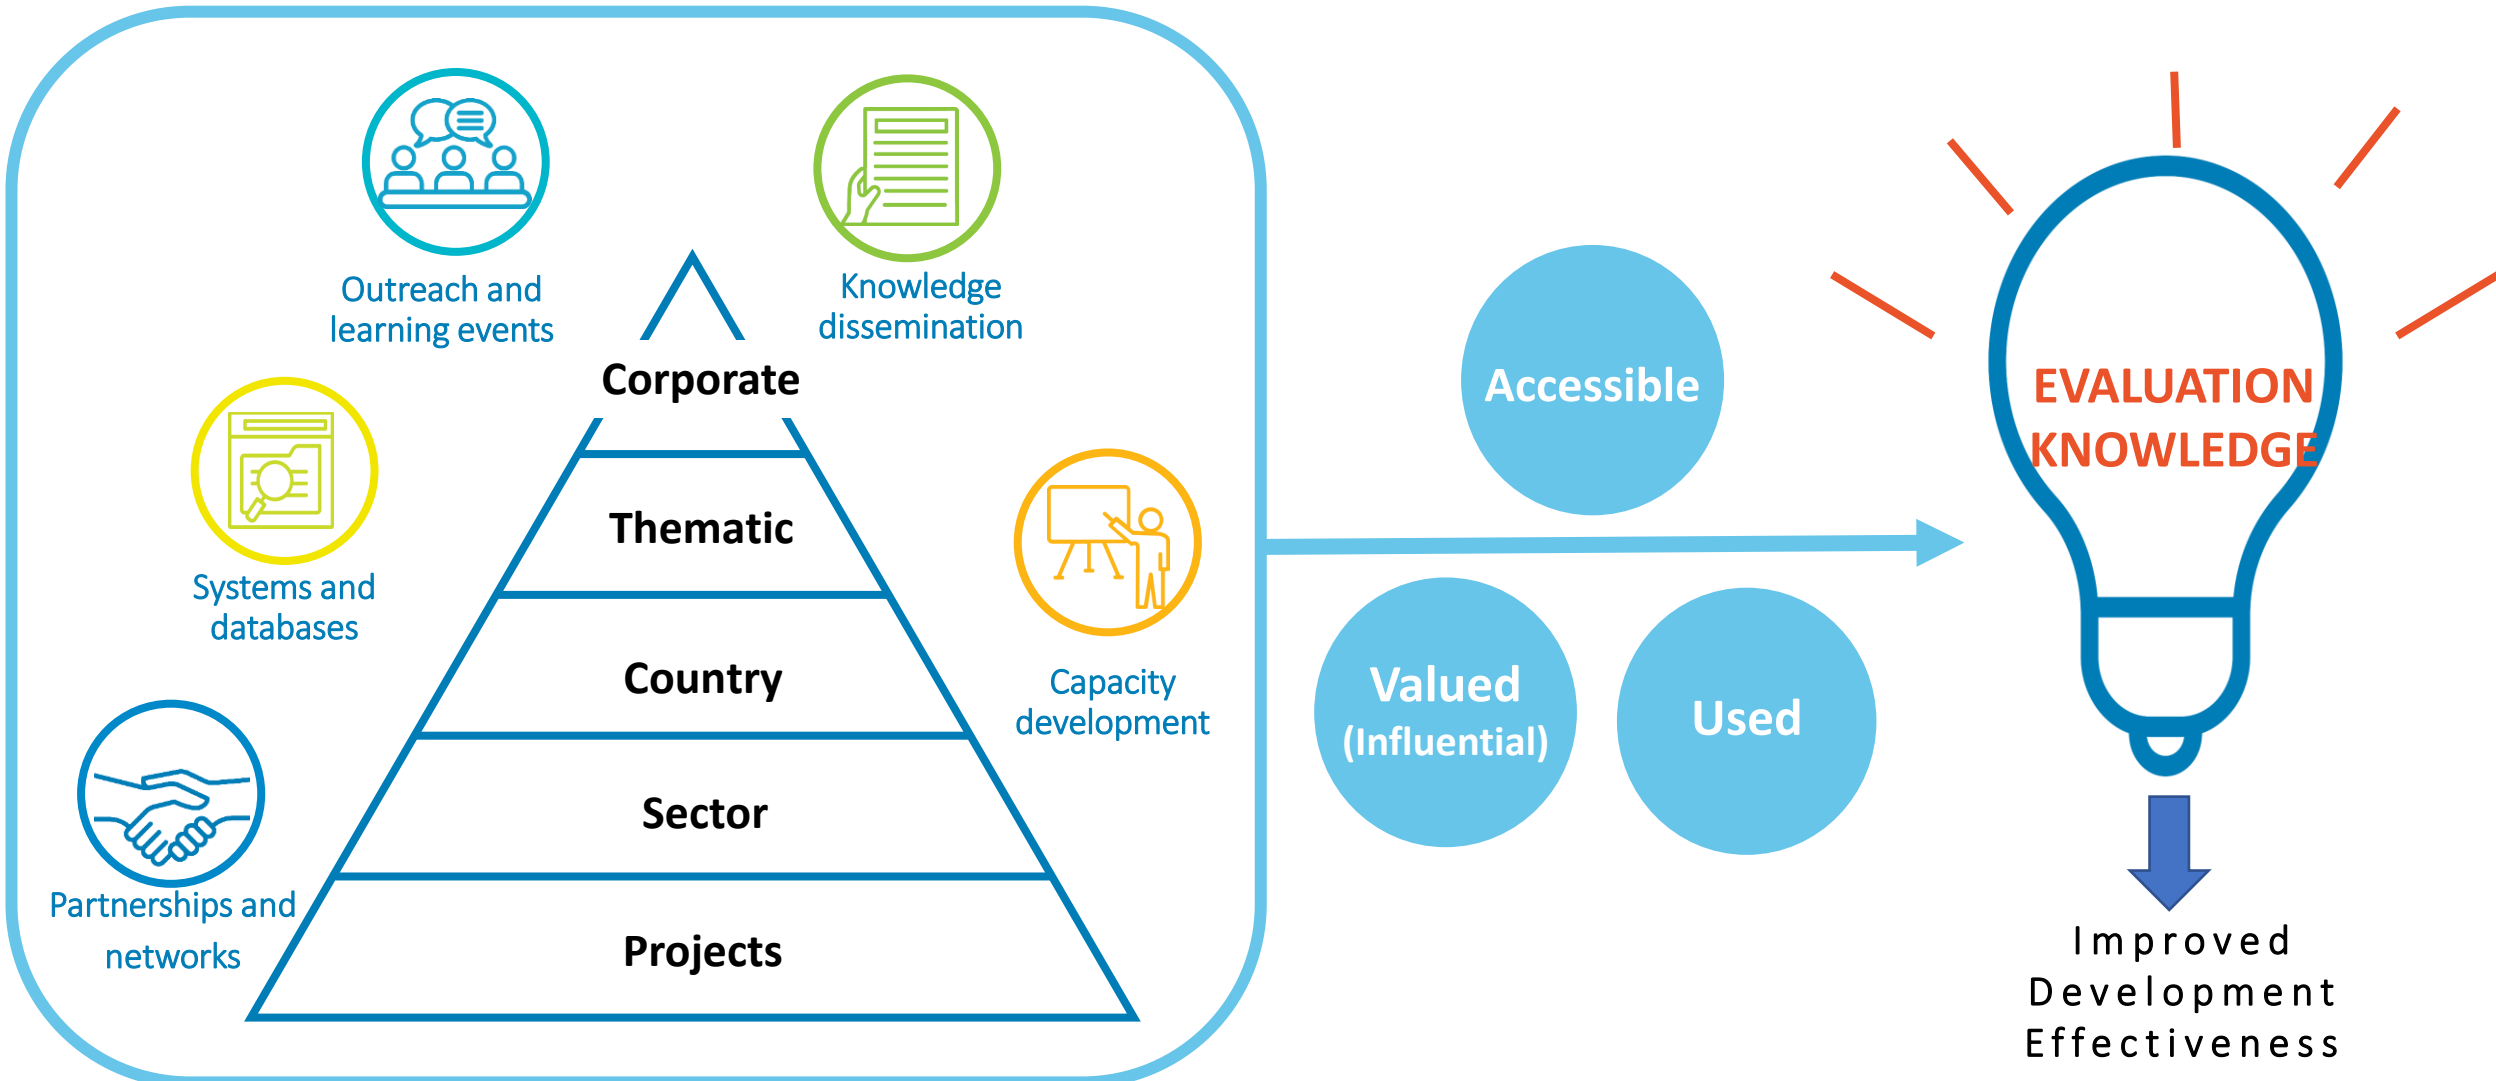 Outreach and
learning events
Knowledge
dissemination
Systems and
databases
Capacity
development
Partnerships and
networks
Corporate
Thematic
Country
Sector
Projects
Accessible
Valued
(Influential)
Used
EVALUATION
KNOWLEDGE
Improved
Development
Effectiveness